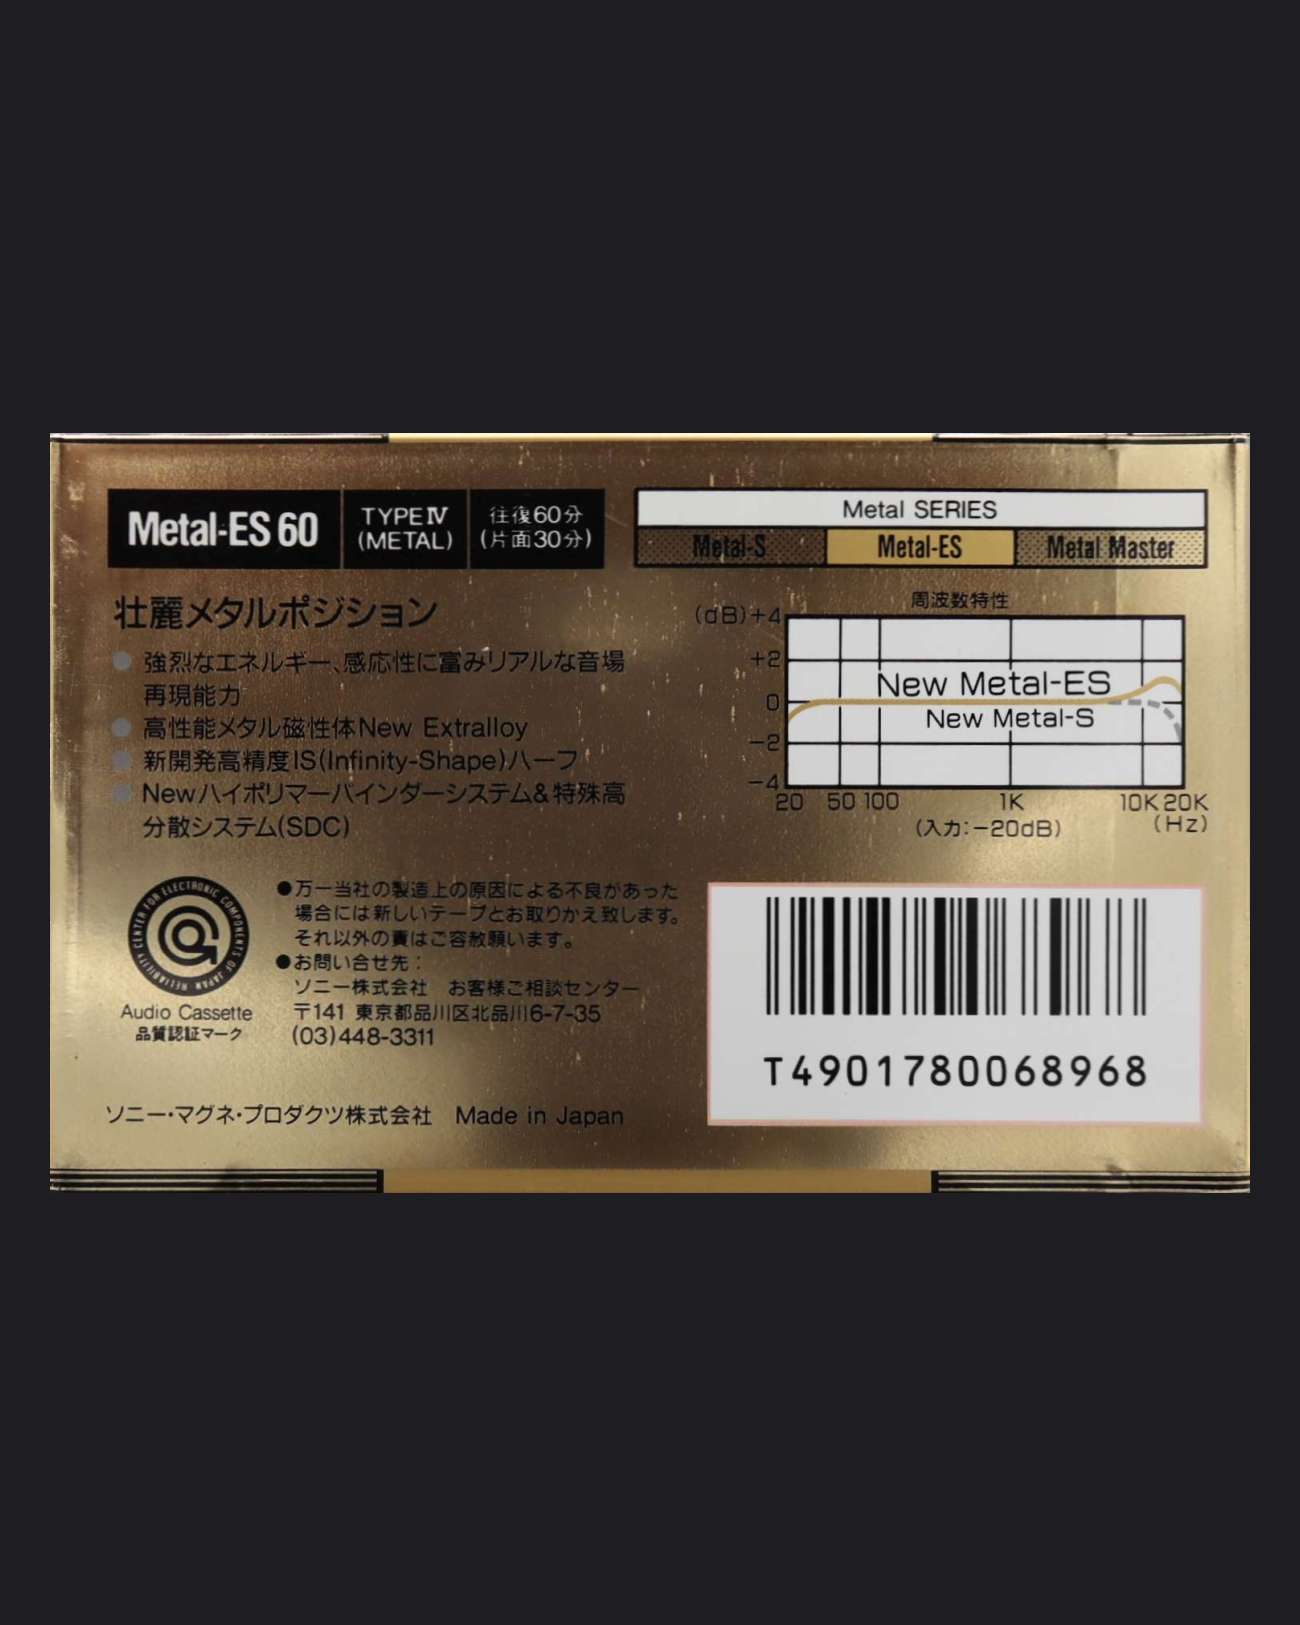 Metal-ES 60
TYPE IV
(METAL)
往復60分
(片面30分)
Metal SERIES
Metal-S
Metal-ES
Metal Master
壮麗メタルポジション
強烈なエネルギー、感応性に富みリアルな音場
再現能力
高性能メタル磁性体New Extralloy
新開発高精度IS(Infinity-Shape)ハーフ
Newハイポリマーバインダーシステム&特殊高
分散システム(SDC)
周波数特性
(dB)+4
+2
0
−2
−4
New Metal-ES
New Metal-S
20 50 100 1K 10K 20K
(Hz)
(入力:−20dB)
RELIABILITY CENTER FOR ELECTRONIC COMPONENTS OF JAPAN
Audio Cassette
品質認証マーク
●万一当社の製造上の原因による不良があった
場合には新しいテープとお取りかえ致します。
それ以外の責はご容赦願います。
●お問い合せ先:
ソニー株式会社 お客様ご相談センター
〒141 東京都品川区北品川6-7-35
(03)448-3311
ソニー・マグネ・プロダクツ株式会社 Made in Japan
T4901780068968